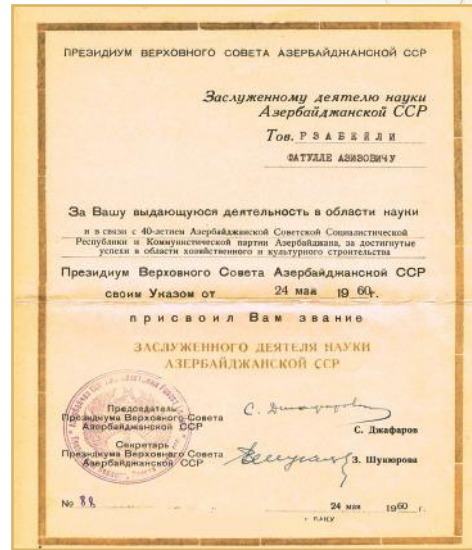 ПРЕЗИДИУМ ВЕРХОВНОГО СОВЕТА АЗЕРБАЙДЖАНСКОЙ ССР
Заслуженному деятелю науки
Азербайджанской ССР
Тов. РЗАБЕЙЛИ
ФАТУЛЛЕ АЗИЗОВИЧУ
За Вашу выдающуюся деятельность в области науки
и в связи с 40-летием Азербайджанской Советской Социалистической
Республики и Коммунистической партии Азербайджана, за достигнутые
успехи в области хозяйственного и культурного строительства
Президиум Верховного Совета Азербайджанской ССР
своим Указом от 24 мая 1960г.
присвоил Вам звание
ЗАСЛУЖЕННОГО ДЕЯТЕЛЯ НАУКИ
АЗЕРБАЙДЖАНСКОЙ ССР
Председатель
Президиума Верховного Совета
Азербайджанской ССР
С. Джафаров
С. Джафаров
Секретарь
Президиума Верховного Совета
Азербайджанской ССР
З. Шукюрова
№ 88
24 мая 1960 г.
г. БАКУ